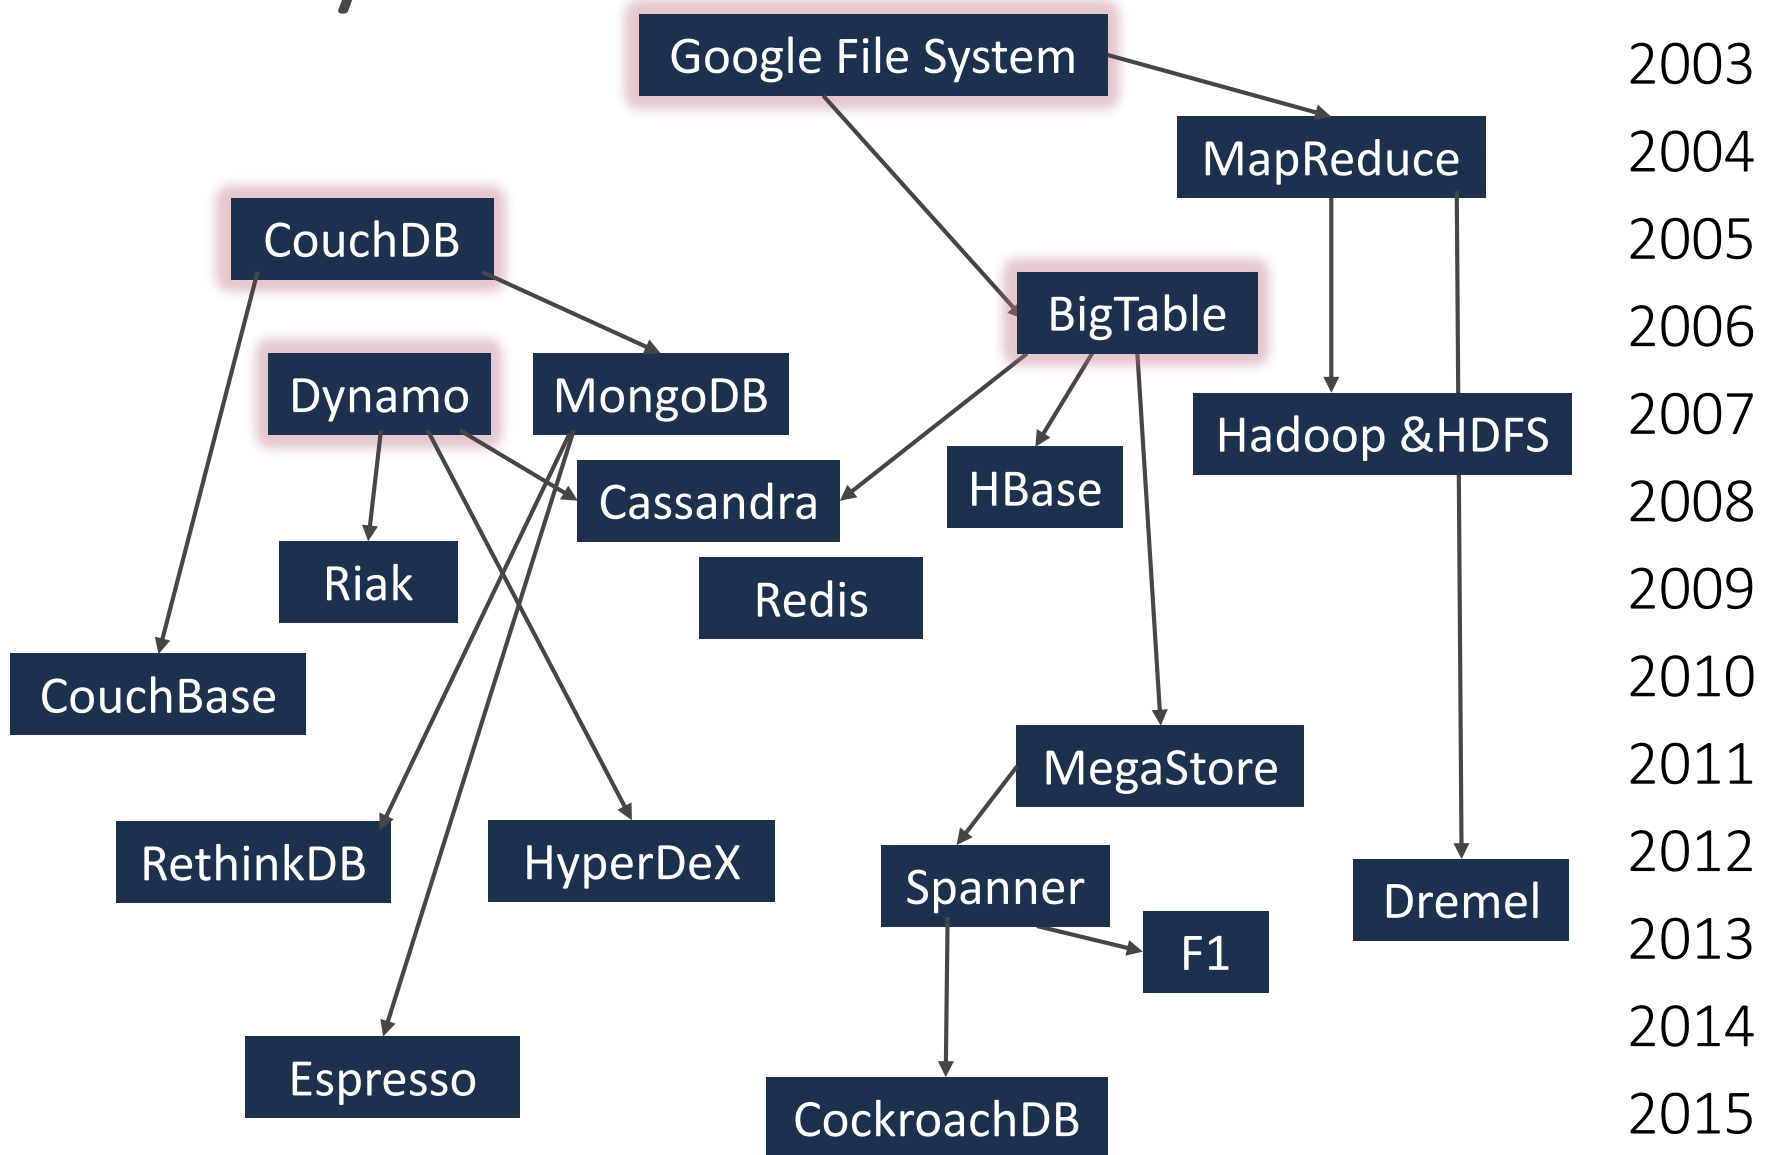 Google File System
2003
MapReduce
2004
CouchDB
2005
BigTable
2006
Dynamo
MongoDB
2007
Hadoop &HDFS
Cassandra
HBase
2008
Riak
Redis
2009
CouchBase
2010
MegaStore
2011
RethinkDB
HyperDeX
2012
Spanner
Dremel
F1
2013
2014
Espresso
CockroachDB
2015